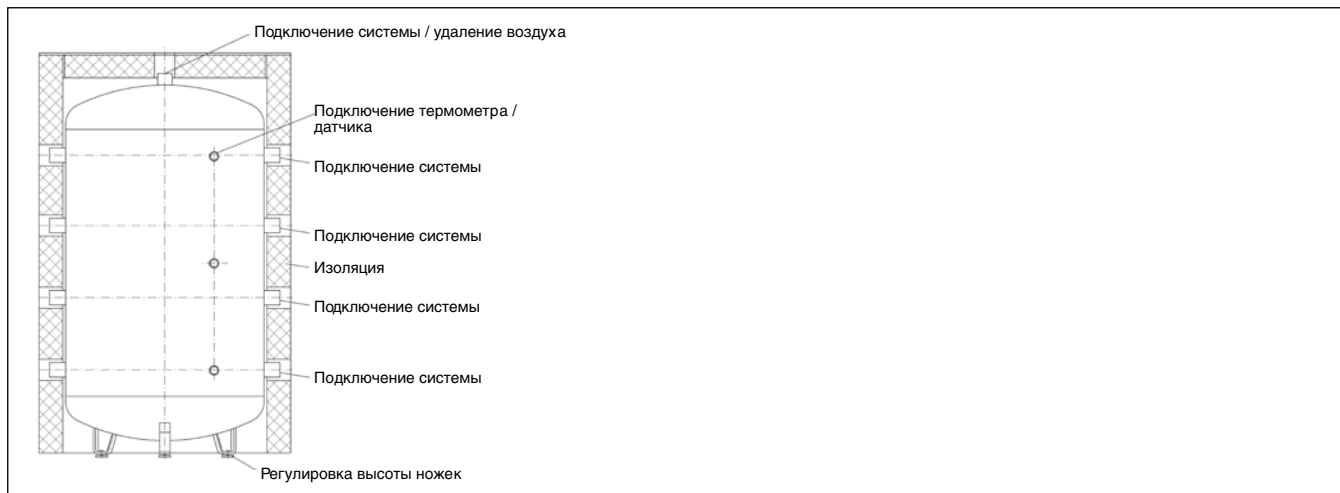 Подключение системы / удаление воздуха
Подключение термометра /
датчика
Подключение системы
Подключение системы
Изоляция
Подключение системы
Подключение системы
Регулировка высоты ножек